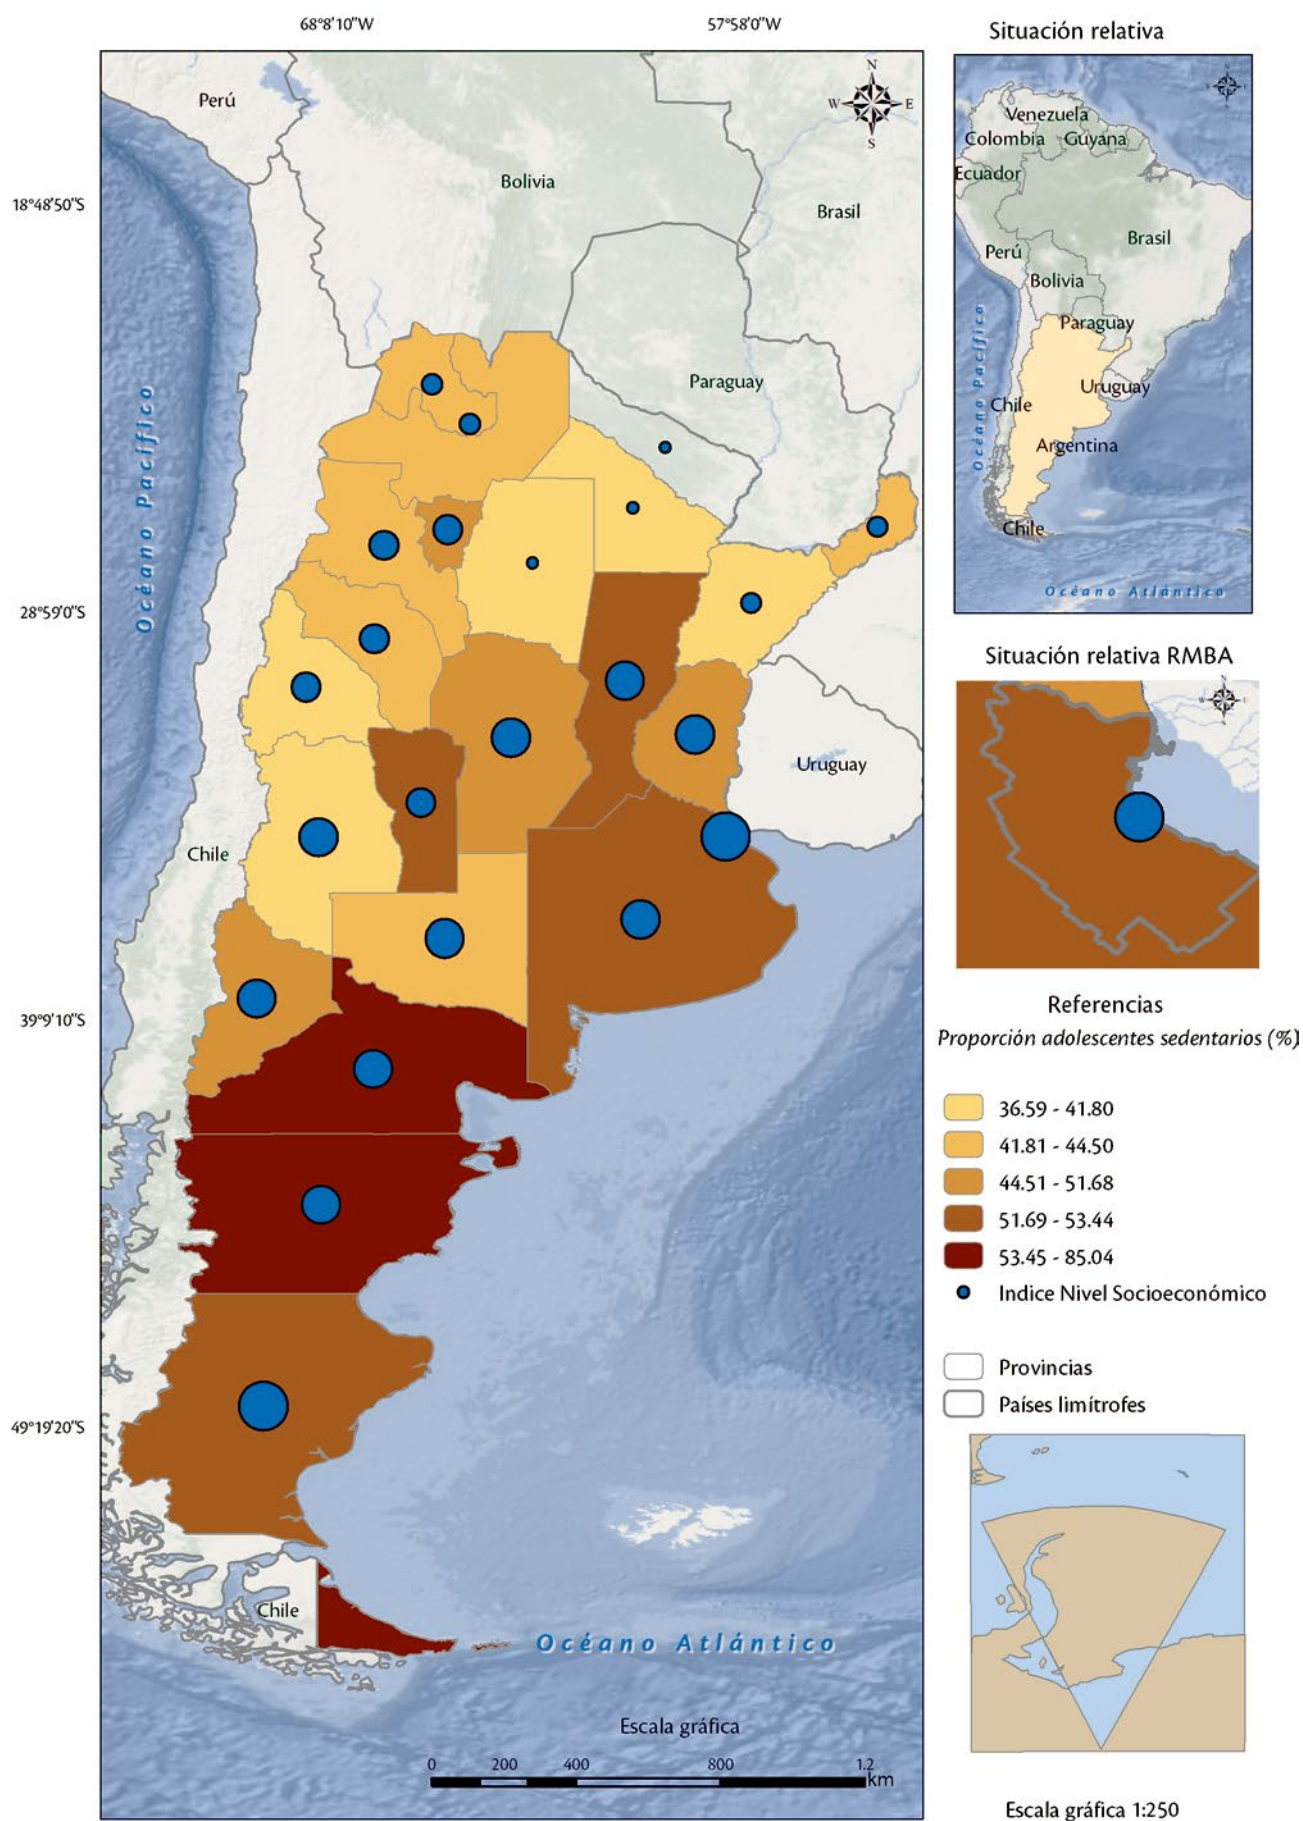 68°8'10"W
57°58'0"W
Situación relativa
N
W
E
S
Perú
Bolivia
Brasil
18°48'50"S
Venezuela
Colombia
Guyana
Ecuador
Perú
Brasil
Bolivia
Paraguay
Uruguay
Chile
Argentina
Chile
Océano Pacífico
Océano Atlántico
Océano Pacífico
Paraguay
28°59'0"S
Situación relativa RMBA
Uruguay
Chile
39°9'10"S
Referencias
Proporción adolescentes sedentarios (%)
36.59 - 41.80
41.81 - 44.50
44.51 - 51.68
51.69 - 53.44
53.45 - 85.04
Indice Nivel Socioeconómico
Provincias
Países limítrofes
49°19'20"S
Chile
Océano Atlántico
Escala gráfica
0 200 400 800 1.2
km
Escala gráfica 1:250